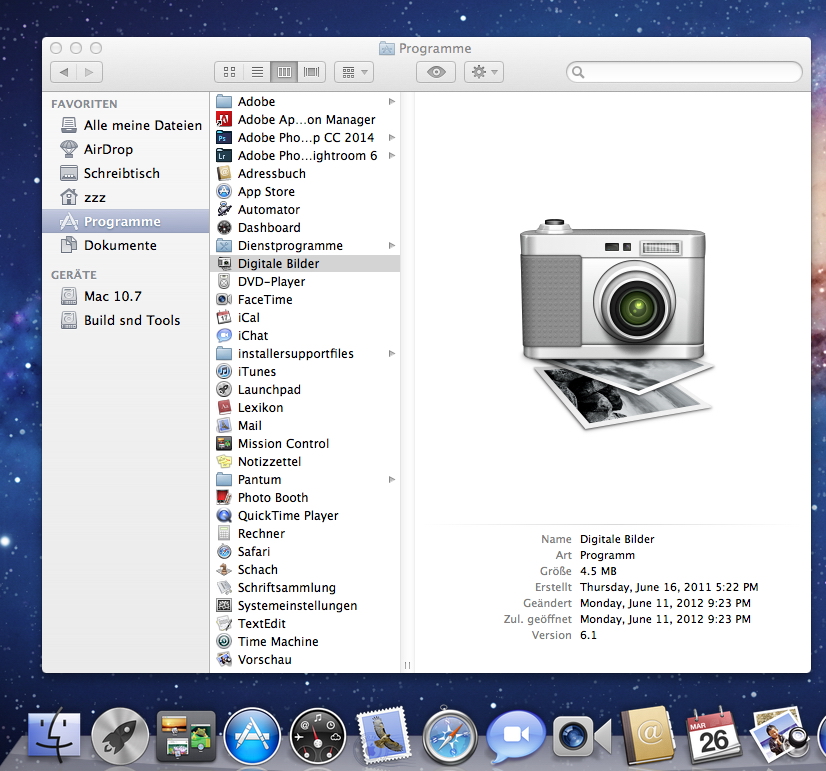 Programme
FAVORITEN
Alle meine Dateien
AirDrop
Schreibtisch
zzz
Programme
Dokumente
GERÄTE
Mac 10.7
Build snd Tools
Adobe
Adobe Ap...on Manager
Adobe Pho...p CC 2014
Adobe Pho...ightroom 6
Adressbuch
App Store
Automator
Dashboard
Dienstprogramme
Digitale Bilder
DVD-Player
FaceTime
iCal
iChat
installersupportfiles
iTunes
Launchpad
Lexikon
Mail
Mission Control
Notizzettel
Pantum
Photo Booth
QuickTime Player
Rechner
Safari
Schach
Schriftsammlung
Systemeinstellungen
TextEdit
Time Machine
Vorschau
Name Digitale Bilder
Art Programm
Größe 4.5 MB
Erstellt Thursday, June 16, 2011 5:22 PM
Geändert Monday, June 11, 2012 9:23 PM
Zul. geöffnet Monday, June 11, 2012 9:23 PM
Version 6.1
MAR
26